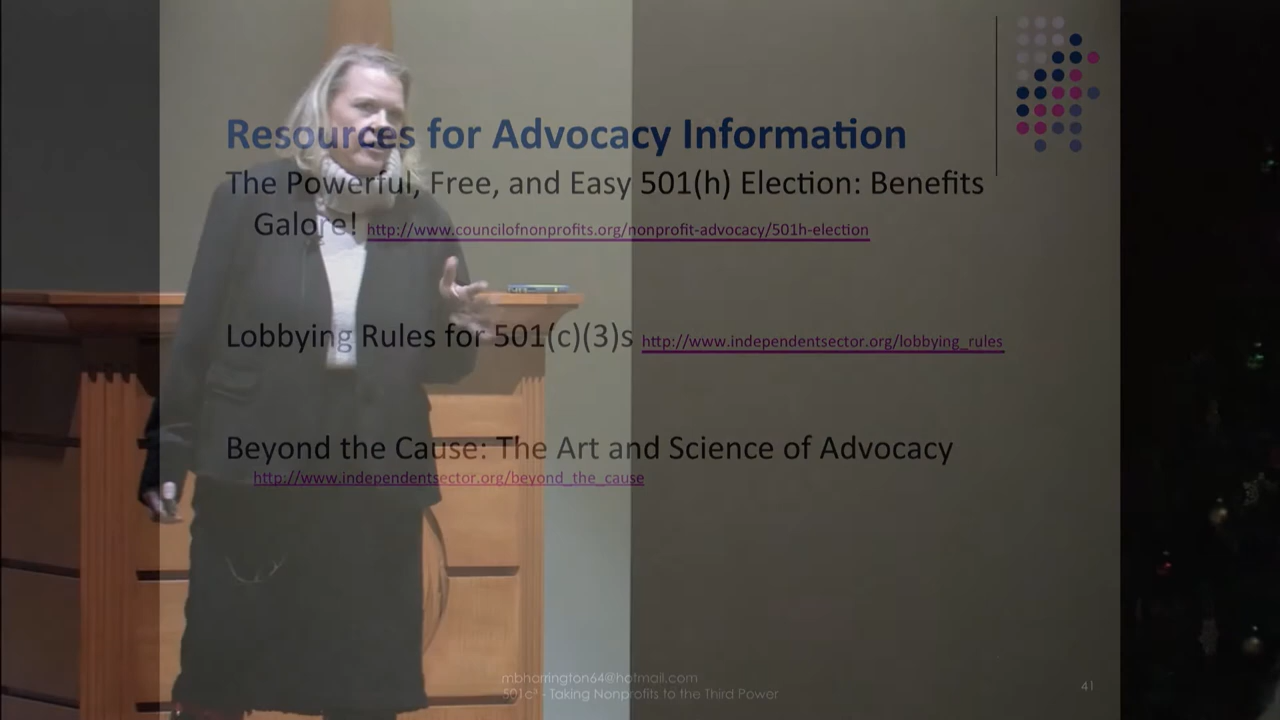 Resources for Advocacy Information
The Powerful, Free, and Easy 501(h) Election: Benefits
Galore! http://www.councilofnonprofits.org/nonprofit-advocacy/501h-election
Lobbying Rules for 501(c)(3)s http://www.independentsector.org/lobbying_rules
Beyond the Cause: The Art and Science of Advocacy
http://www.independentsector.org/beyond_the_cause
mbharrington64@hotmail.com
501c³ - Taking Nonprofits to the Third Power
41